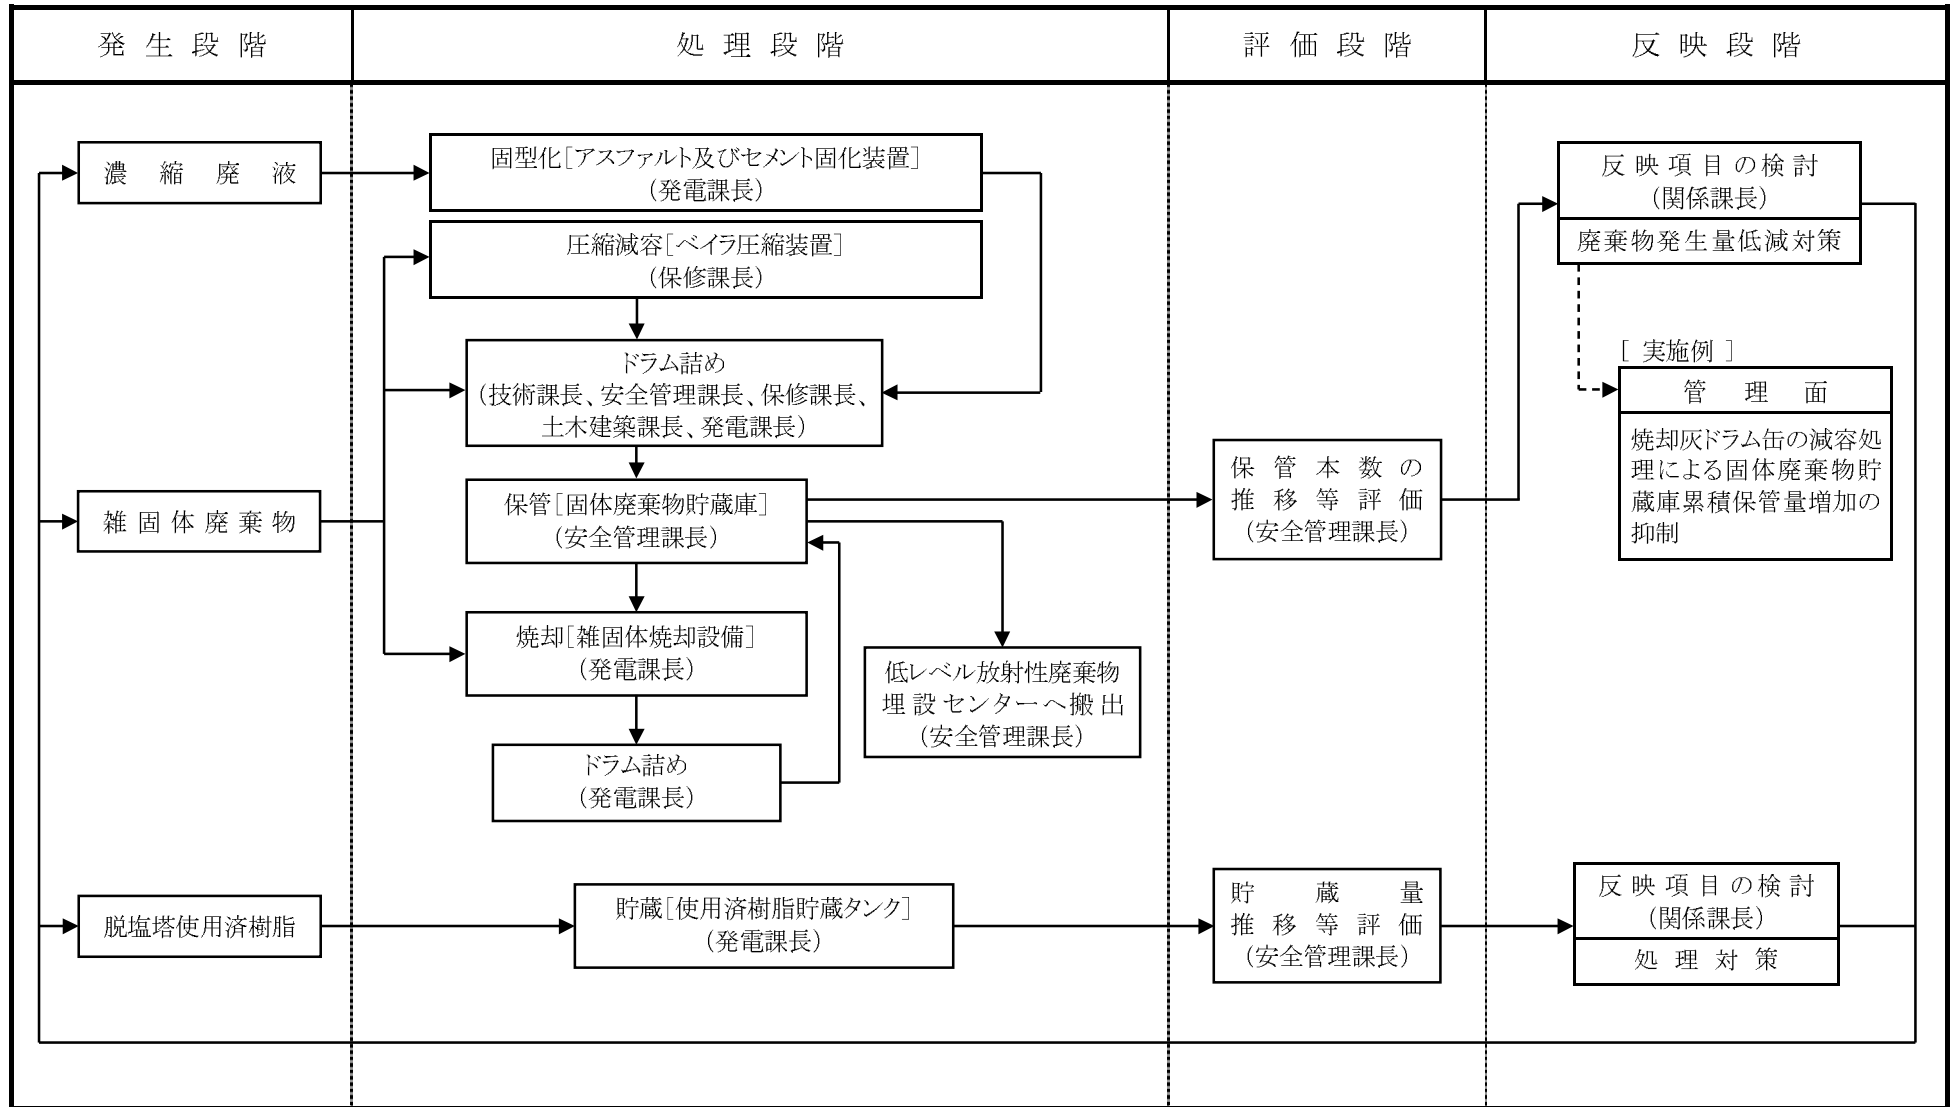 発生段階
処理段階
評価段階
反映段階
濃縮廃液
固型化[アスファルト及びセメント固化装置]
(発電課長)
圧縮減容[ベイラ圧縮装置]
(保修課長)
ドラム詰め
(技術課長、安全管理課長、保修課長、
土木建築課長、発電課長)
雑固体廃棄物
保管[固体廃棄物貯蔵庫]
(安全管理課長)
焼却[雑固体焼却設備]
(発電課長)
ドラム詰め
(発電課長)
低レベル放射性廃棄物
埋設センターへ搬出
(安全管理課長)
保管本数の
推移等評価
(安全管理課長)
反映項目の検討
(関係課長)
廃棄物発生量低減対策
[ 実施例 ]
管理面
焼却灰ドラム缶の減容処
理による固体廃棄物貯
蔵庫累積保管量増加の
抑制
脱塩塔使用済樹脂
貯蔵[使用済樹脂貯蔵タンク]
(発電課長)
貯蔵量
推移等評価
(安全管理課長)
反映項目の検討
(関係課長)
処理対策